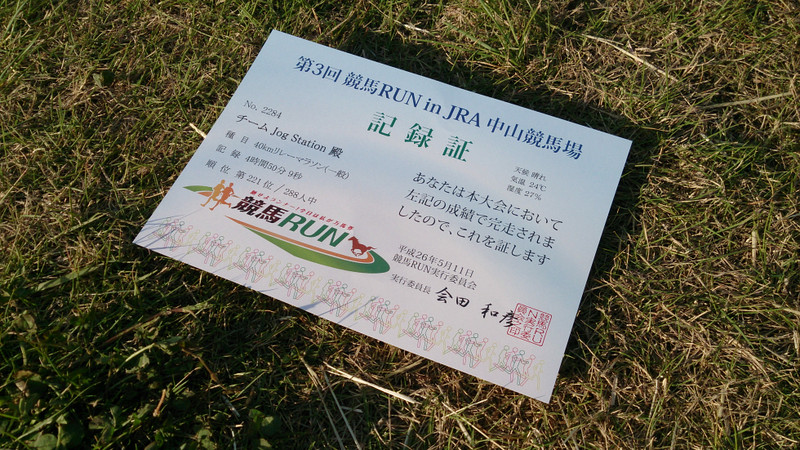 第3回 競馬RUN in JRA 中山競馬場
記録証
No. 2284
チーム Jog Station 殿
種 目 40kmリレーマラソン(一般)
記 録 4時間50分 9秒
順 位 第 221 位／288人中
天候 晴れ
気温 24℃
湿度 27%
あなたは本大会において
左記の成績で完走されま
したので、これを証します
競馬RUN
平成26年5月11日
競馬RUN実行委員会
実行委員長 会田 和彦